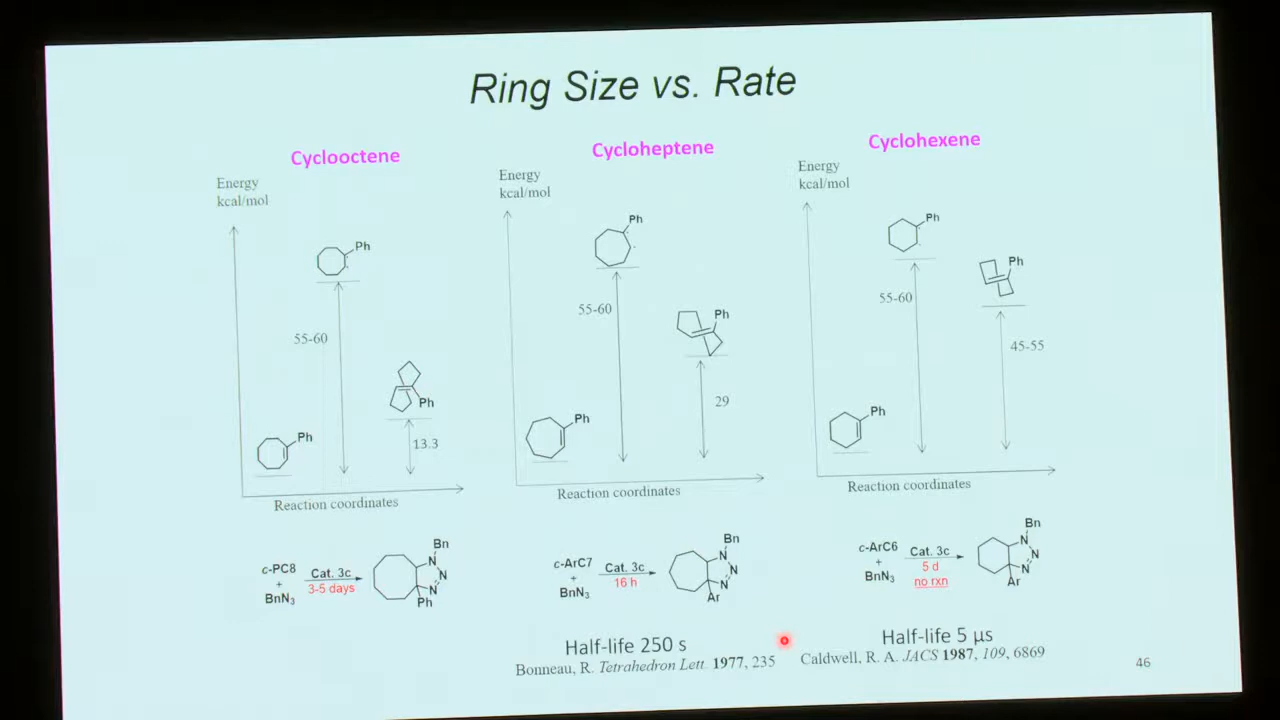 Ring Size vs. Rate
Cyclooctene
Energy
kcal/mol
Ph
55-60
Ph
13.3
Ph
Reaction coordinates
c-PC8
+
BnN3
Cat. 3c
3-5 days
Bn
N
N
N
Ph
Cycloheptene
Energy
kcal/mol
Ph
55-60
Ph
29
Ph
Reaction coordinates
c-ArC7
+
BnN3
Cat. 3c
16 h
Bn
N
N
N
Ar
Half-life 250 s
Bonneau, R. Tetrahedron Lett. 1977, 235
Cyclohexene
Energy
kcal/mol
Ph
55-60
Ph
45-55
Ph
Reaction coordinates
c-ArC6
+
BnN3
Cat. 3c
5 d
no rxn
Bn
N
N
N
Ar
Half-life 5 µs
Caldwell, R. A. JACS 1987, 109, 6869
46